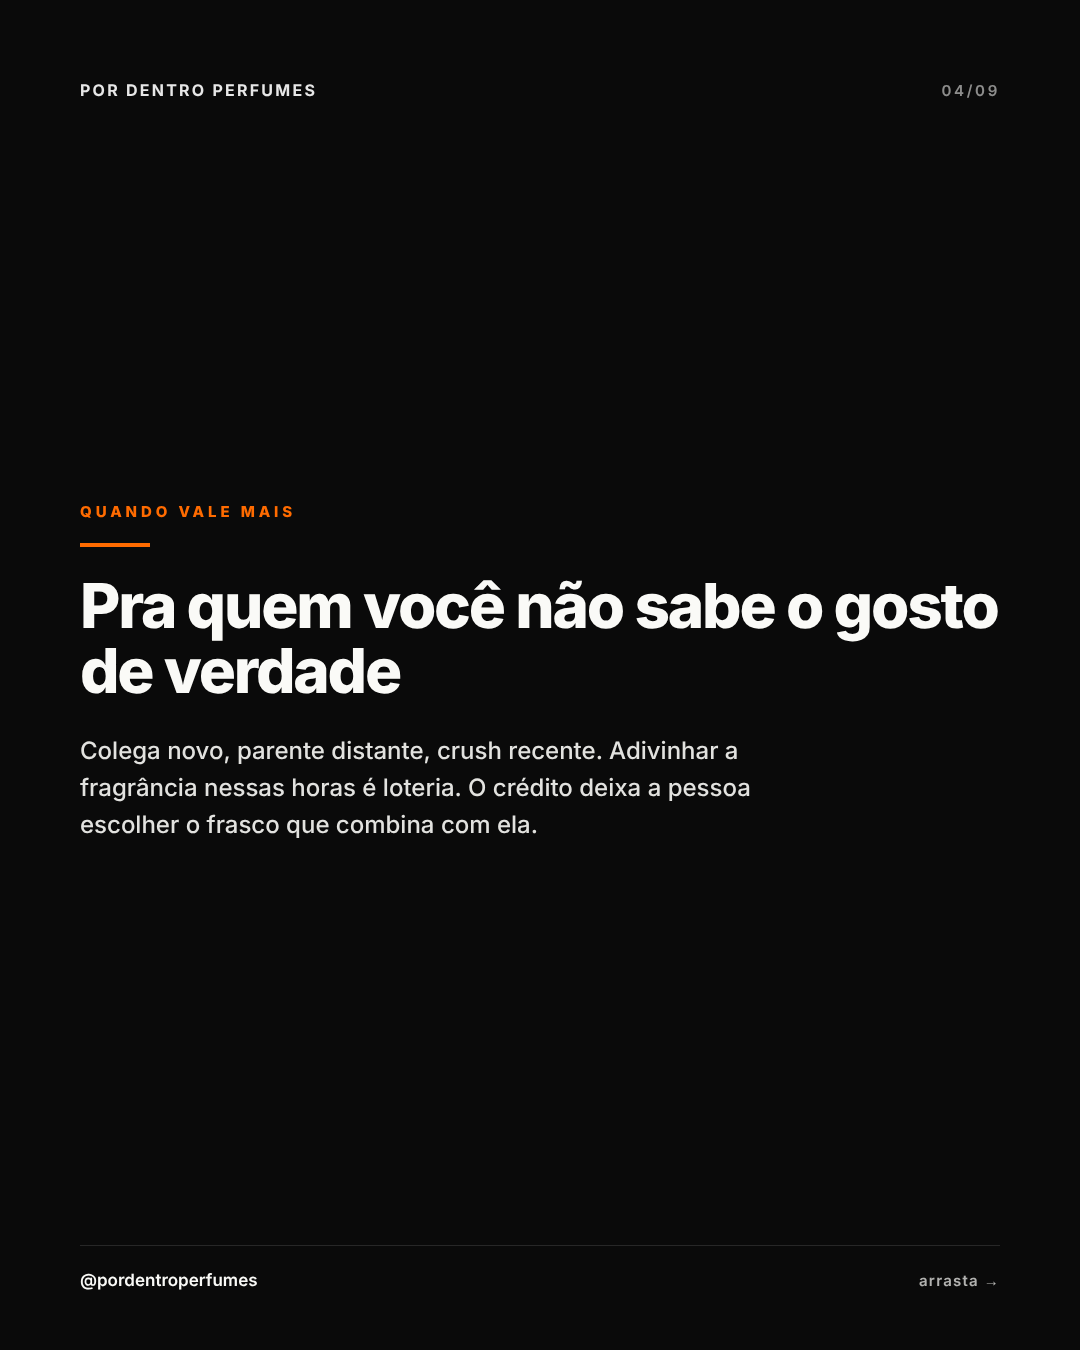 POR DENTRO PERFUMES
04/09
QUANDO VALE MAIS
Pra quem você não sabe o gosto
de verdade
Colega novo, parente distante, crush recente. Adivinhar a
fragrância nessas horas é loteria. O crédito deixa a pessoa
escolher o frasco que combina com ela.
@pordentroperfumes
arrasta →